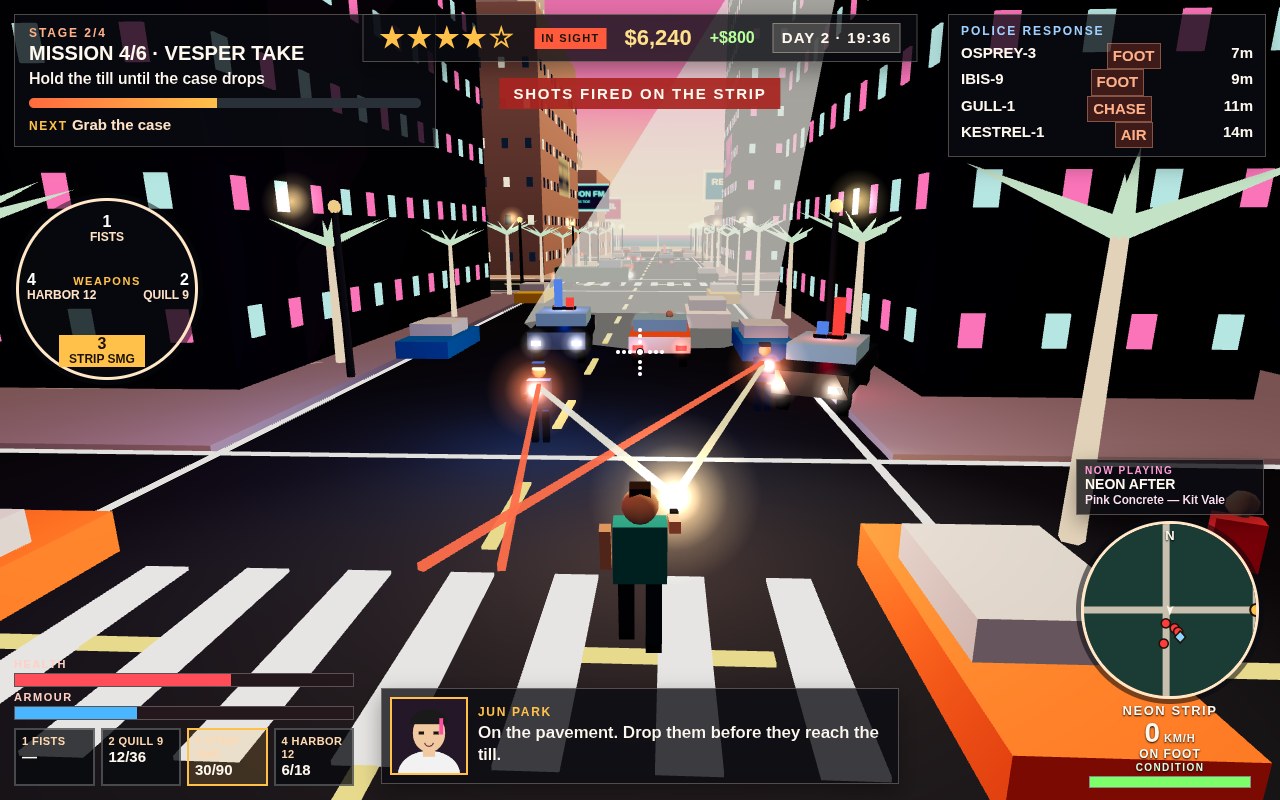 STAGE 2/4
MISSION 4/6 · VESPER TAKE
Hold the till until the case drops
NEXT Grab the case
★★★★☆ IN SIGHT $6,240 +$800 DAY 2 · 19:36
SHOTS FIRED ON THE STRIP
POLICE RESPONSE
OSPREY-3 FOOT 7m
IBIS-9 FOOT 9m
GULL-1 CHASE 11m
KESTREL-1 AIR 14m
1
FISTS
4 WEAPONS 2
HARBOR 12 QUILL 9
3
STRIP SMG
ON FM
RE
NOW PLAYING
NEON AFTER
Pink Concrete — Kit Vale
N
NEON STRIP
0 KM/H
ON FOOT
CONDITION
HEALTH
ARMOUR
1 FISTS
—
2 QUILL 9
12/36
30/90
4 HARBOR
12
6/18
JUN PARK
On the pavement. Drop them before they reach the
till.